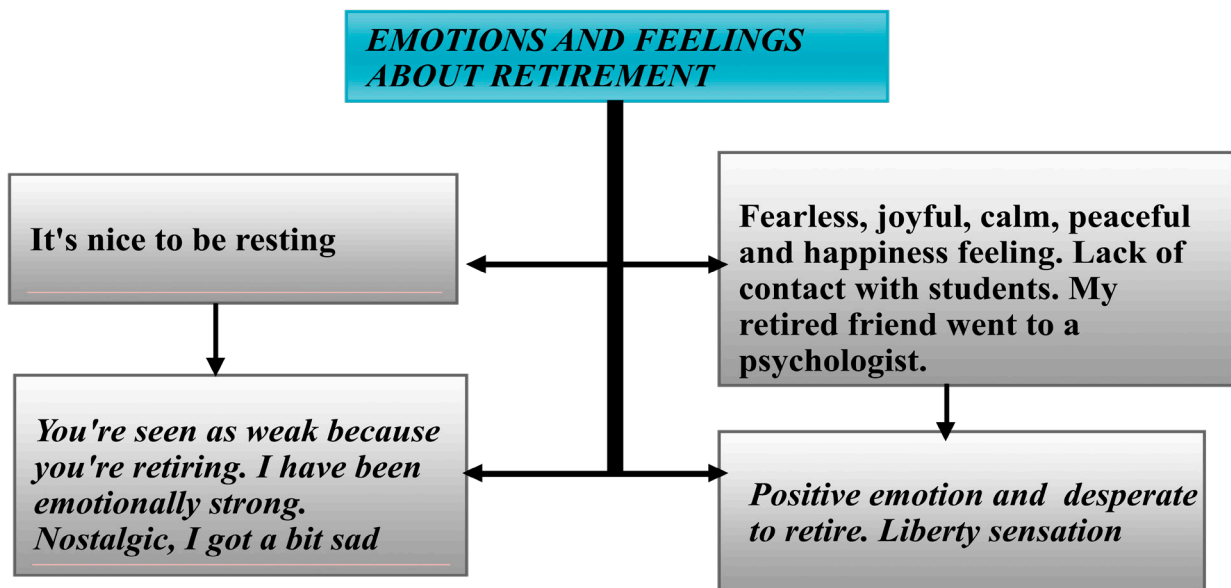 EMOTIONS AND FEELINGS
ABOUT RETIREMENT
It's nice to be resting
Fearless, joyful, calm, peaceful
and happiness feeling. Lack of
contact with students. My
retired friend went to a
psychologist.
You're seen as weak because
you're retiring. I have been
emotionally strong.
Nostalgic, I got a bit sad
Positive emotion and desperate
to retire. Liberty sensation